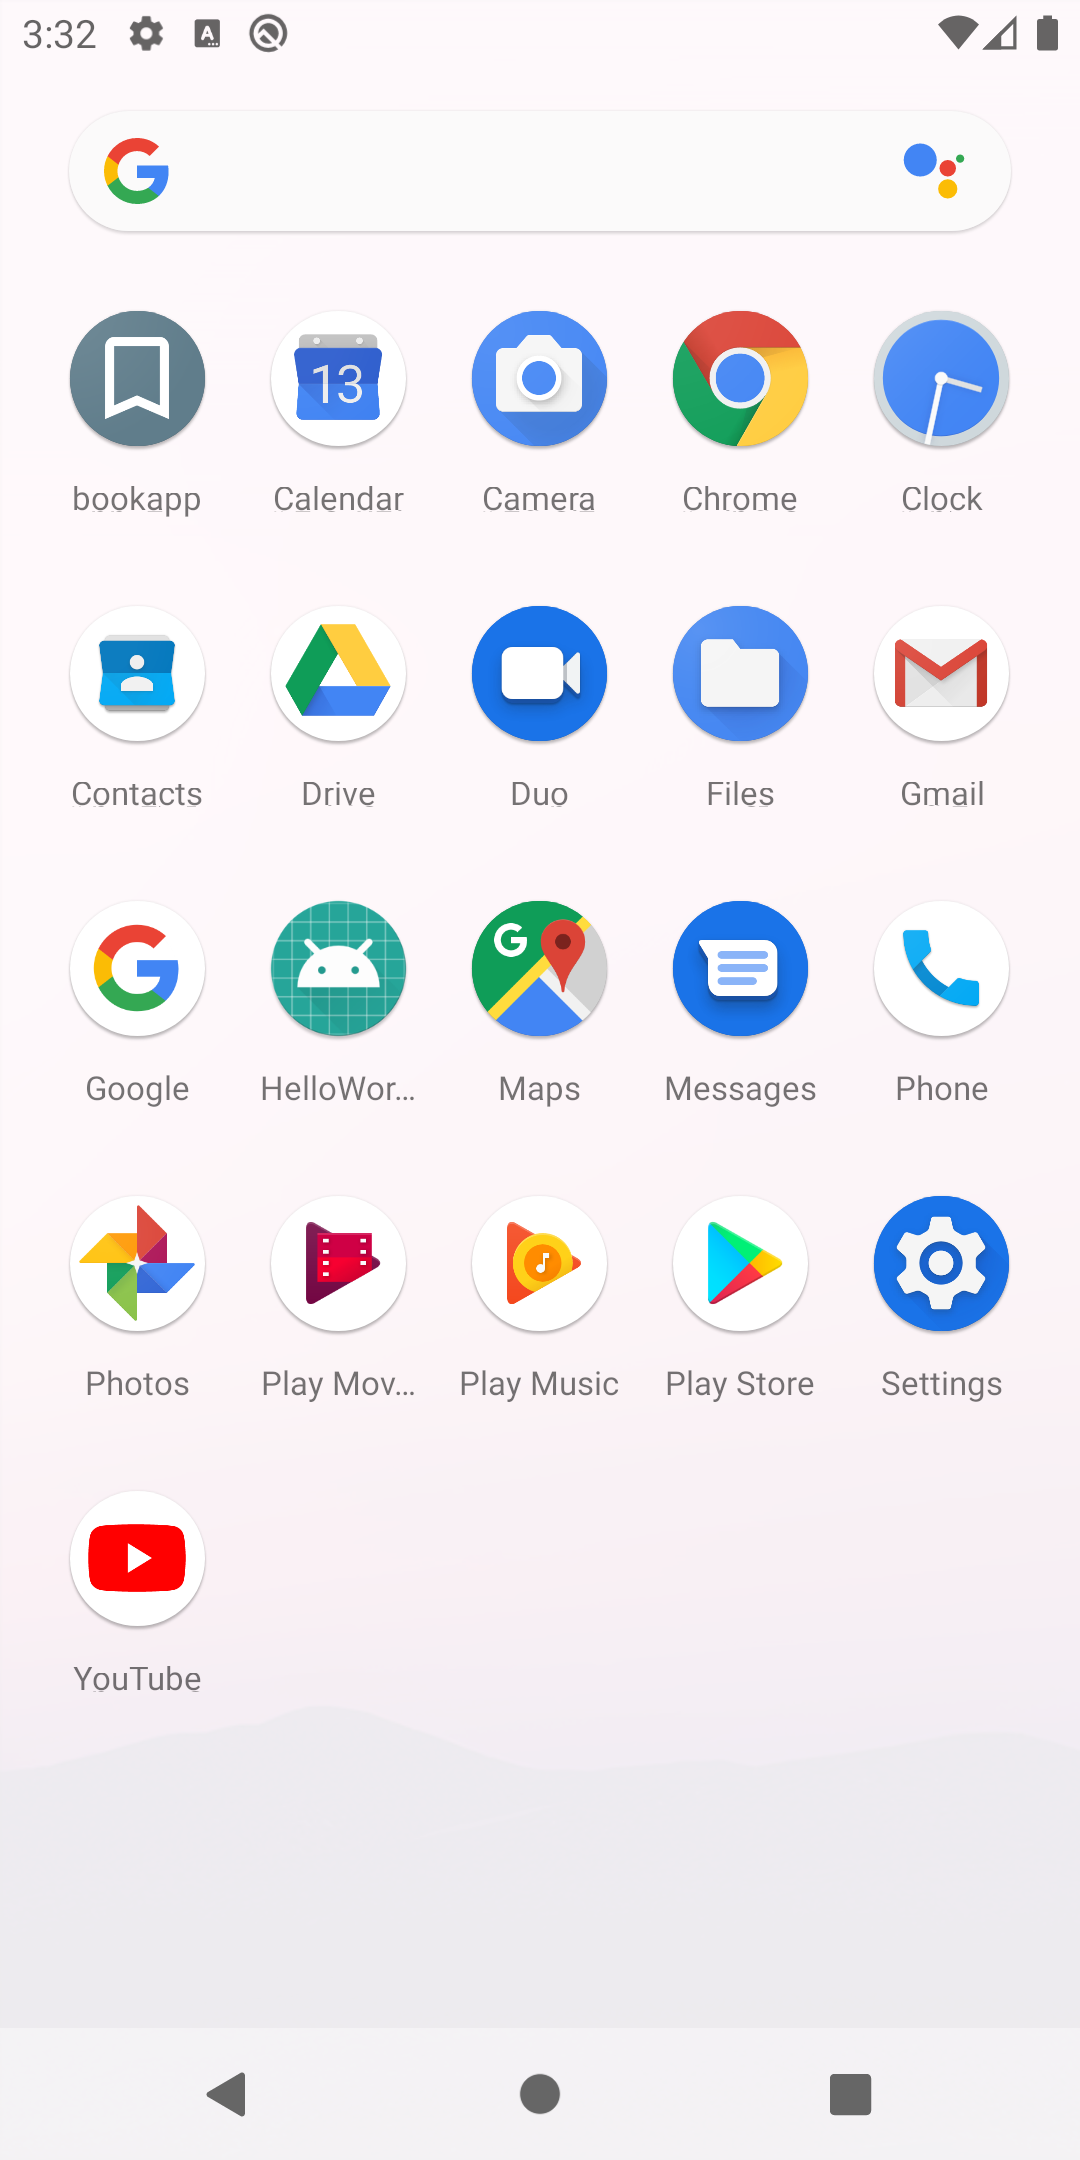 3:32
bookapp Calendar Camera Chrome Clock
Contacts Drive Duo Files Gmail
Google HelloWor... Maps Messages Phone
Photos Play Mov... Play Music Play Store Settings
YouTube